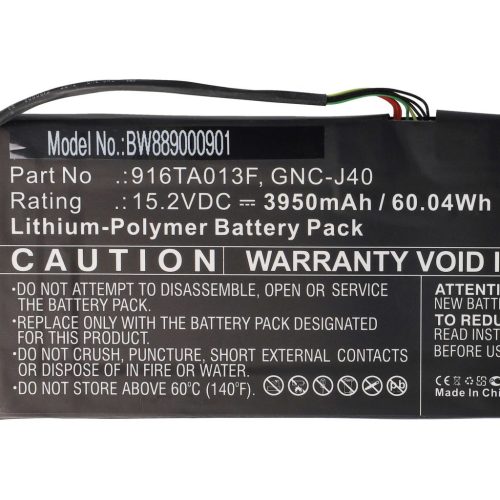 Model No.:BW889000901
Part No :916TA013F, GNC-J40
Rating :15.2VDC ⎓ 3950mAh / 60.04Wh
Lithium-Polymer Battery Pack
CAUTION
•DO NOT ATTEMPT TO DISASSEMBLE, OPEN OR SERVICE
THE BATTERY PACK.
•REPLACE ONLY WITH THE BATTERY PACK DESIGNATED
FOR THIS PRODUCT.
•DO NOT CRUSH, PUNCTURE, SHORT EXTERNAL CONTACTS
OR DISPOSE OF IN FIRE OR WATER.
•DO NOT STORE ABOVE 60°C (140°F).
WARRANTY VOID I
ATTENTION
NEW BATT
TO REDU
READ INST
BEFORE U
CE
Made In Chi
Pb